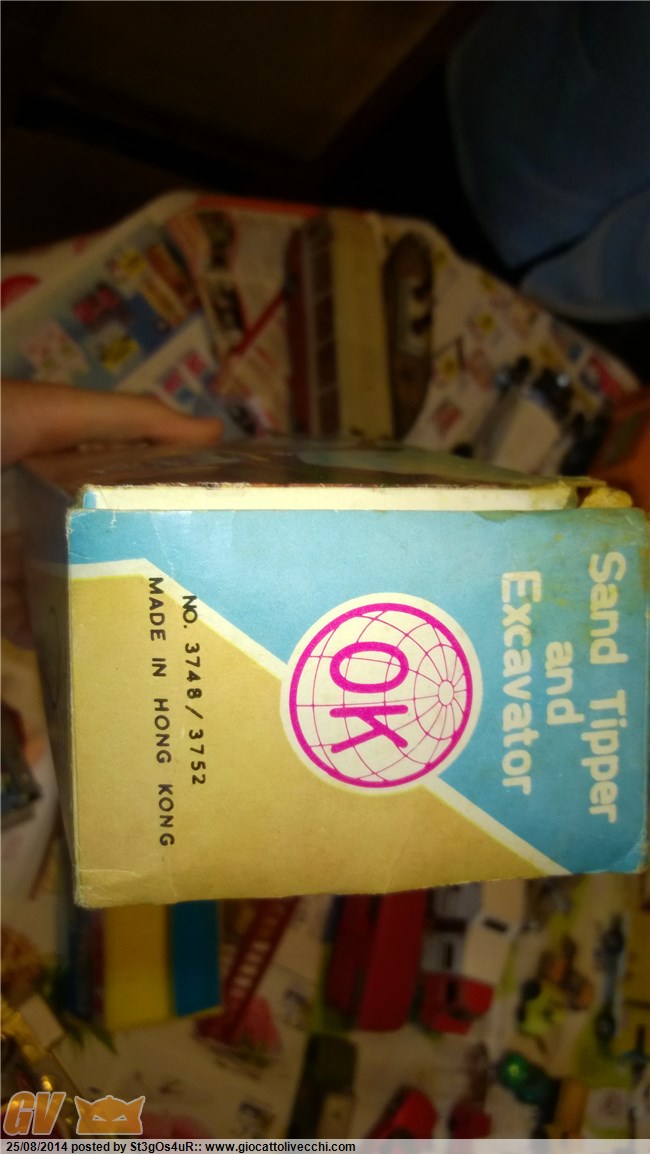 Sand Tipper
and
Excavator
OK
NO. 3748 / 3752
MADE IN HONG KONG
GV
25/08/2014 posted by St3gOs4uR:: www.giocattolivecchi.com